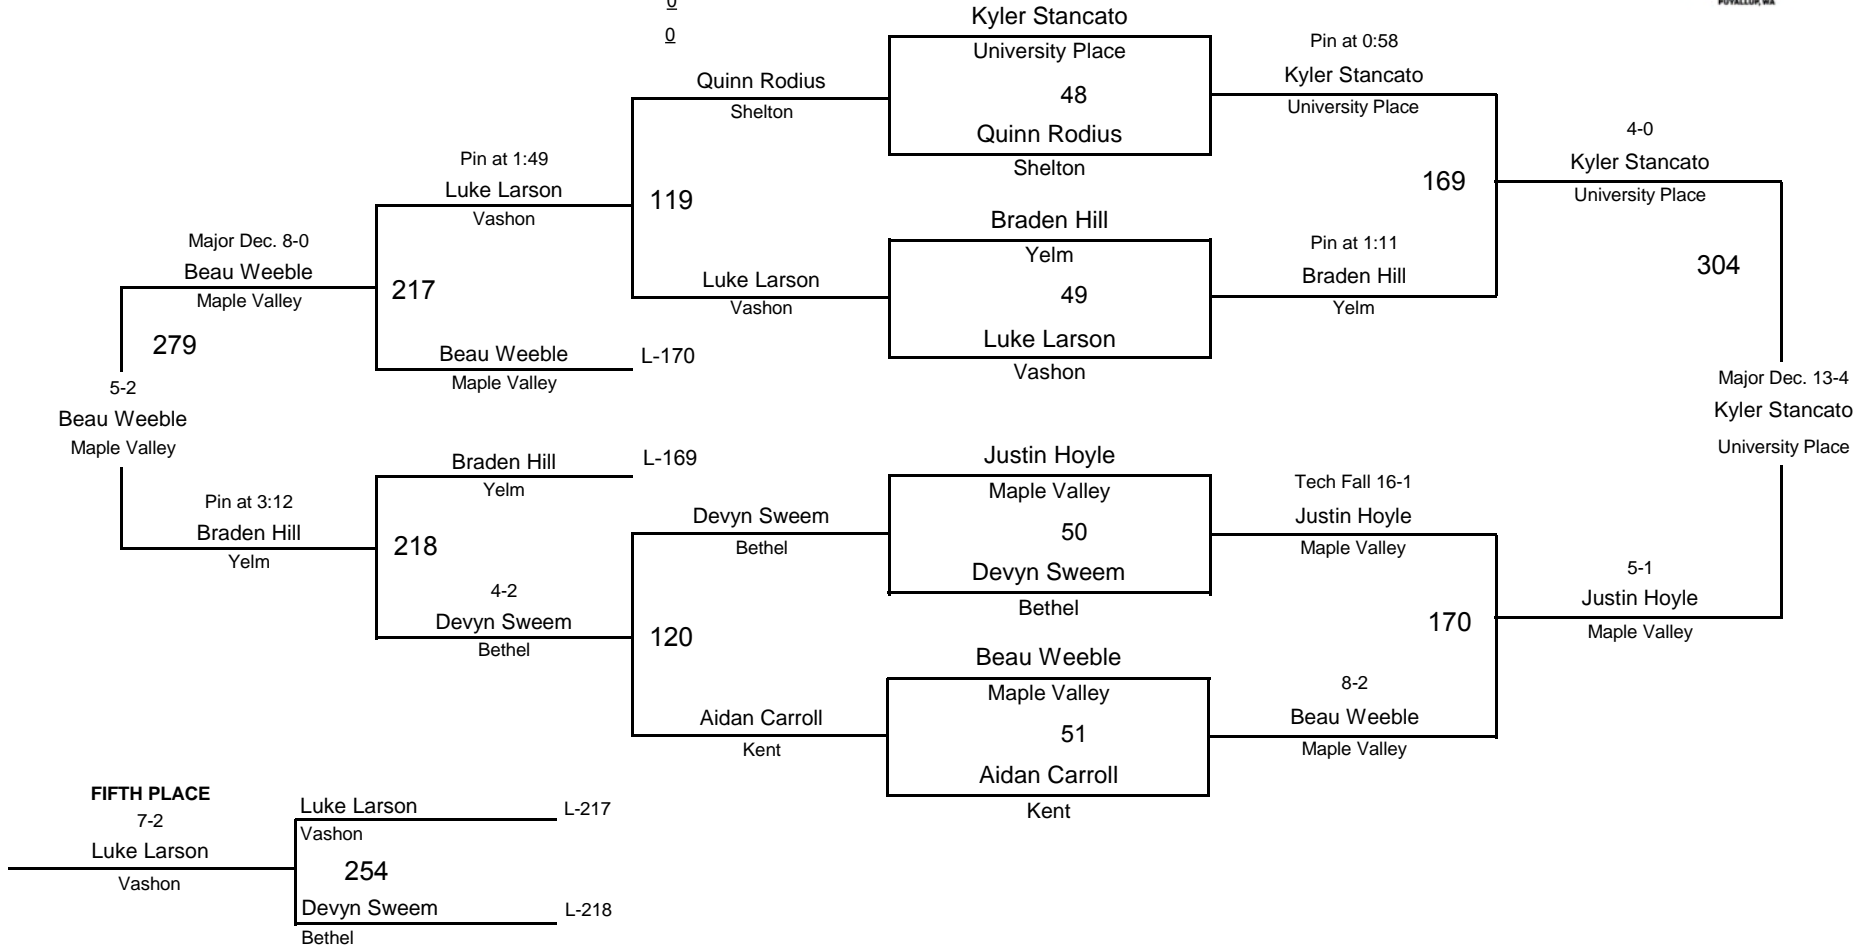 0
PUYALLUP, WA
0
Kyler Stancato
University Place
48
Quinn Rodius
Shelton
Quinn Rodius
Shelton
Pin at 0:58
Kyler Stancato
University Place
4-0
Kyler Stancato
University Place
169
Pin at 1:49
Luke Larson
Vashon
119
Braden Hill
Yelm
49
Luke Larson
Vashon
Luke Larson
Vashon
Pin at 1:11
Braden Hill
Yelm
304
Major Dec. 8-0
Beau Weeble
Maple Valley
217
279
Beau Weeble
Maple Valley
L-170
5-2
Beau Weeble
Maple Valley
Major Dec. 13-4
Kyler Stancato
University Place
Braden Hill
Yelm
L-169
Justin Hoyle
Maple Valley
50
Devyn Sweem
Bethel
Devyn Sweem
Bethel
Tech Fall 16-1
Justin Hoyle
Maple Valley
Pin at 3:12
Braden Hill
Yelm
218
4-2
Devyn Sweem
Bethel
120
5-1
Justin Hoyle
Maple Valley
170
Beau Weeble
Maple Valley
51
Aidan Carroll
Kent
Aidan Carroll
Kent
8-2
Beau Weeble
Maple Valley
FIFTH PLACE
7-2
Luke Larson
Vashon
Luke Larson
Vashon
L-217
254
Devyn Sweem
Bethel
L-218